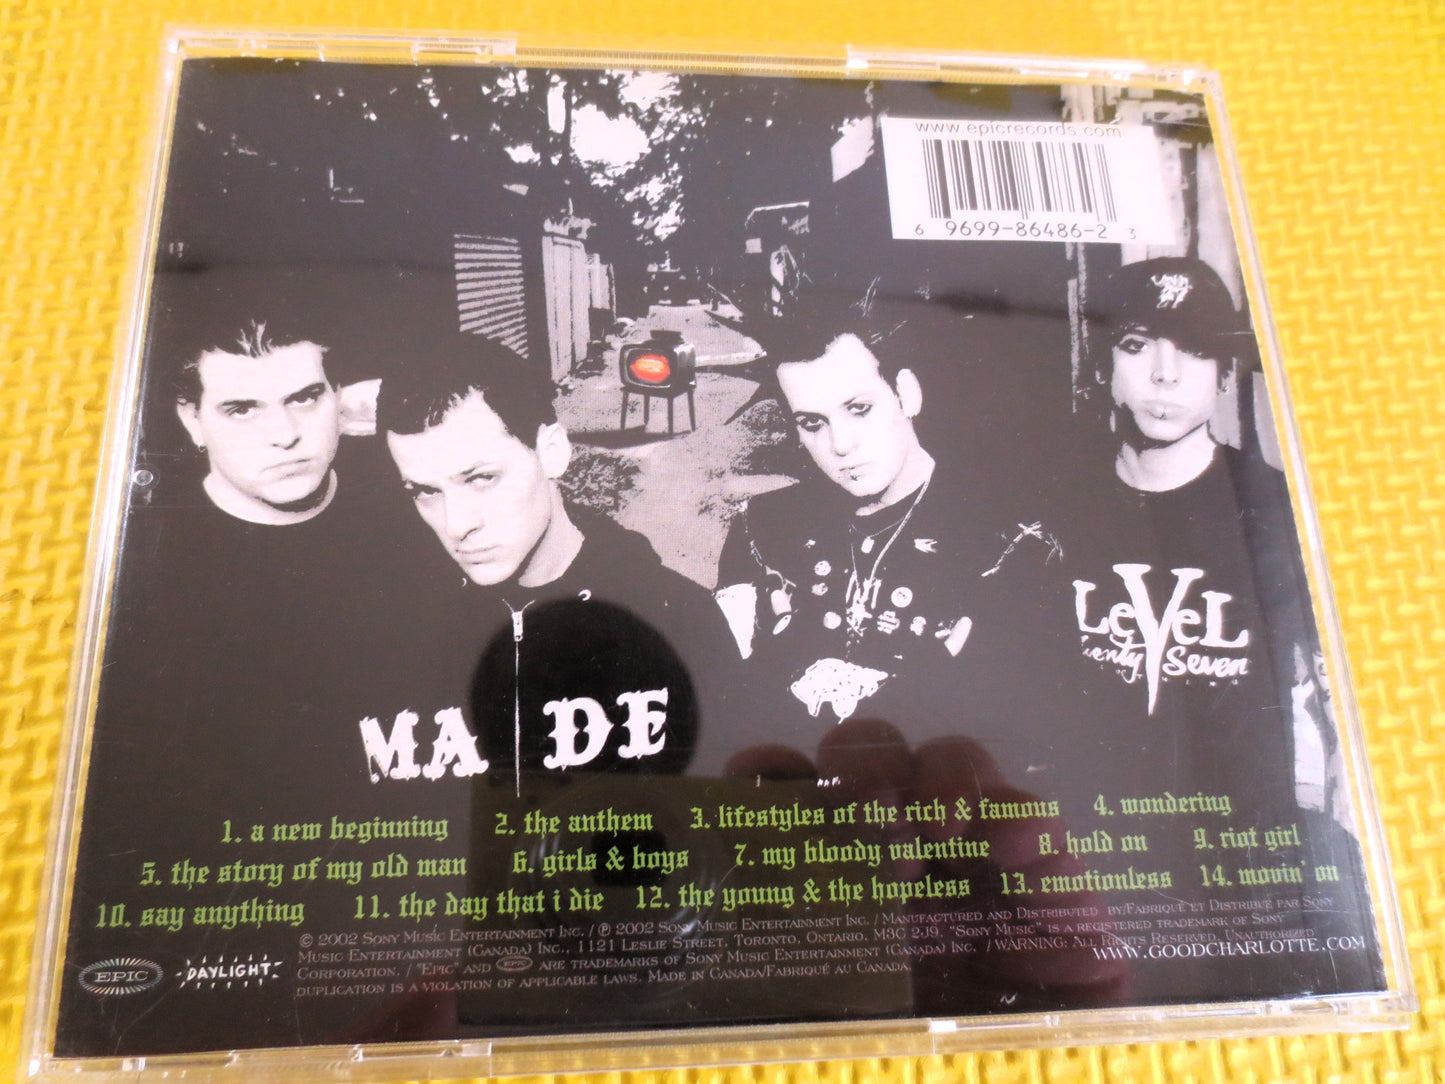 www.epicrecords.com
6 9699-86486-2 3
LeVeL
Seven
MADE
1. a new beginning 2. the anthem 3. lifestyles of the rich & famous 4. wondering
5. the story of my old man 6. girls & boys 7. my bloody valentine 8. hold on 9. riot girl
10. say anything 11. the day that i die 12. the young & the hopeless 13. emotionless 14. movin' on
© 2002 Sony Music Entertainment Inc. / ℗ 2002 Sony Music Entertainment Inc. / Manufactured and Distributed by/Fabriqué et Distribué par Sony
Music Entertainment (Canada) Inc., 1121 Leslie Street, Toronto, Ontario, M3C 2J9. "Sony Music" is a registered trademark of Sony
Corporation. / "Epic" and EPIC are trademarks of Sony Music Entertainment (Canada) Inc. / WARNING: All Rights Reserved. Unauthorized
duplication is a violation of applicable laws. Made in Canada/Fabriqué au Canada.
www.goodcharlotte.com
EPIC
DAYLIGHT